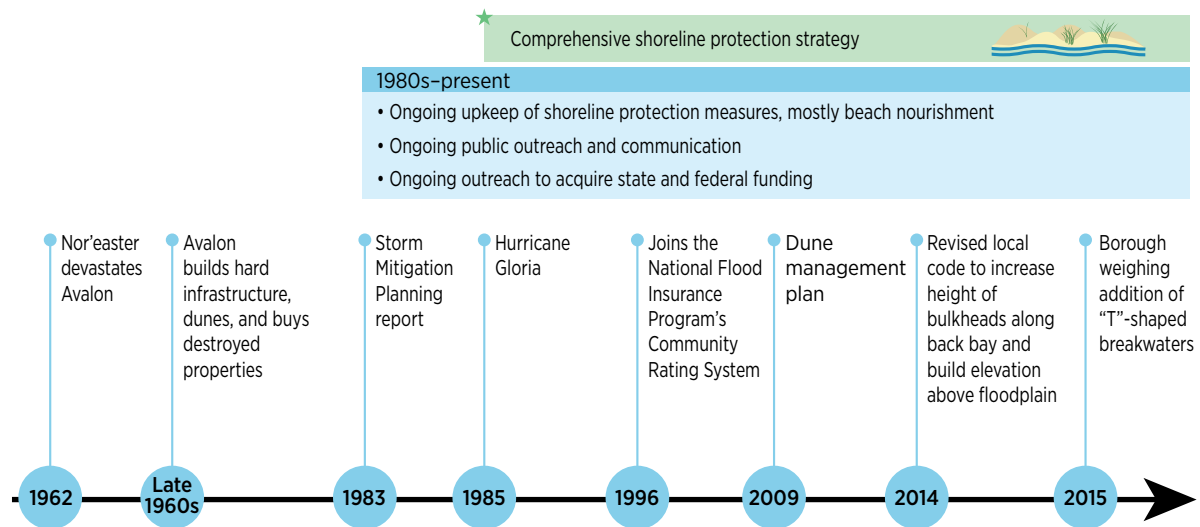 Comprehensive shoreline protection strategy
1980s–present
• Ongoing upkeep of shoreline protection measures, mostly beach nourishment
• Ongoing public outreach and communication
• Ongoing outreach to acquire state and federal funding
Nor’easter
devastates
Avalon
Avalon
builds hard
infrastructure,
dunes, and buys
destroyed
properties
Storm
Mitigation
Planning
report
Hurricane
Gloria
Joins the
National Flood
Insurance
Program’s
Community
Rating System
Dune
management
plan
Revised local
code to increase
height of
bulkheads along
back bay and
build elevation
above floodplain
Borough
weighing
addition of
“T”-shaped
breakwaters
1962
Late
1960s
1983
1985
1996
2009
2014
2015